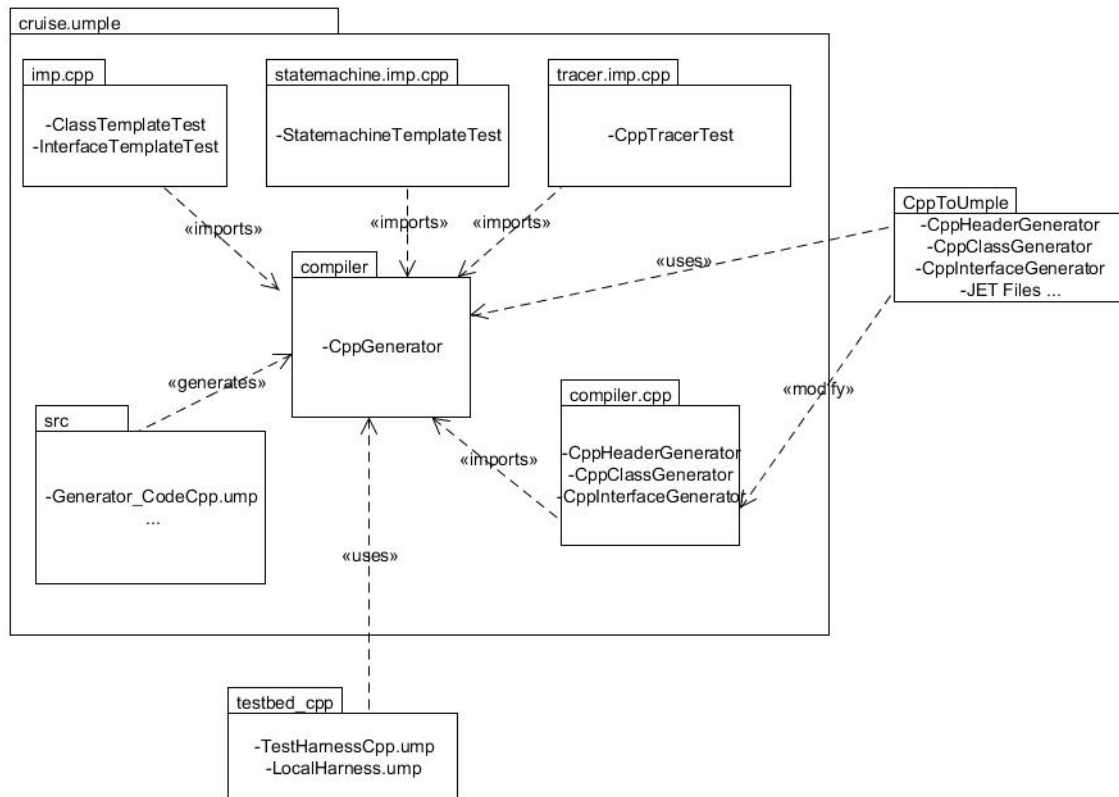 cruise.umple
imp.cpp
-ClassTemplateTest
-InterfaceTemplateTest
statemachine.imp.cpp
-StatemachineTemplateTest
tracer.imp.cpp
-CppTracerTest
«imports»
«imports»
«imports»
CppToUmple
-CppHeaderGenerator
-CppClassGenerator
-CppInterfaceGenerator
-JET Files ...
«uses»
compiler
-CppGenerator
«generates»
«modify»
src
-Generator_CodeCpp.ump
...
compiler.cpp
-CppHeaderGenerator
-CppClassGenerator
-CppInterfaceGenerator
«imports»
«uses»
testbed_cpp
-TestHarnessCpp.ump
-LocalHarness.ump